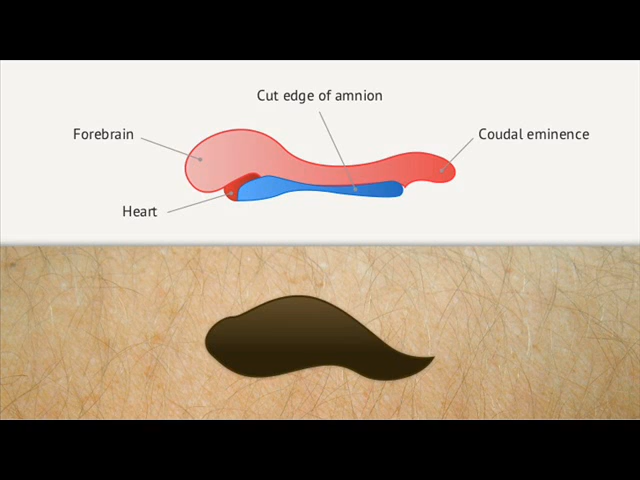 Cut edge of amnion
Forebrain
Coudal eminence
Heart